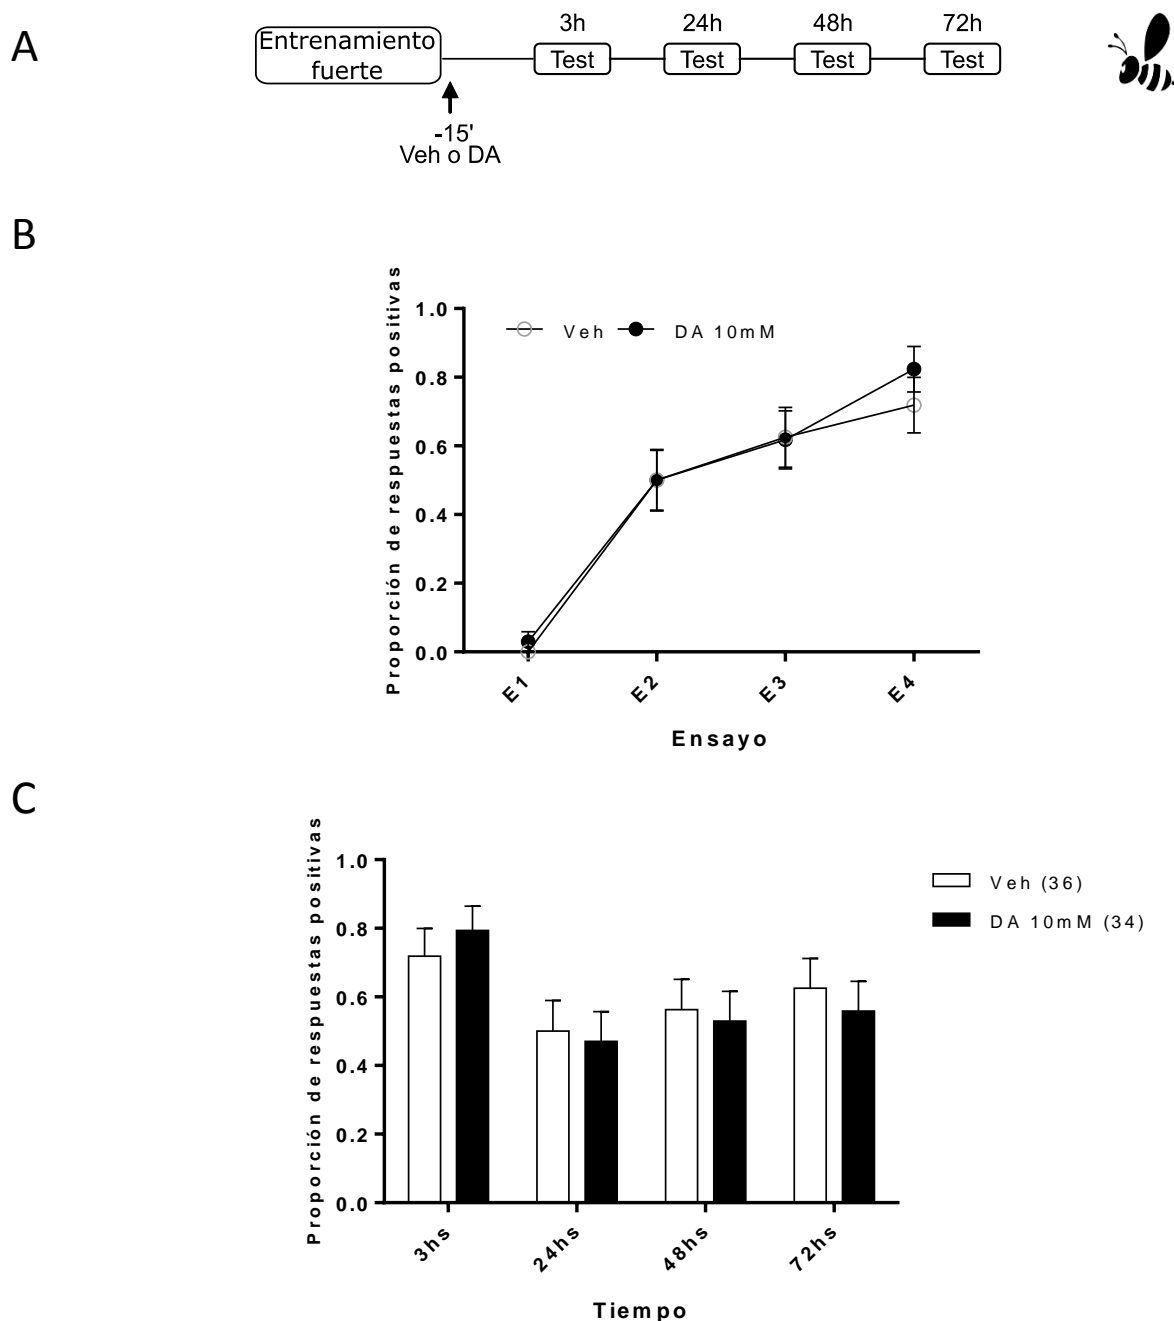 A
Entrenamiento
fuerte
3h
24h
48h
72h
Test
Test
Test
Test
-15'
Veh o DA
B
Proporción de respuestas positivas
1.0
0.8
0.6
0.4
0.2
0.0
Veh
DA 10mM
E1
E2
E3
E4
Ensayo
C
Proporción de respuestas positivas
1.0
0.8
0.6
0.4
0.2
0.0
Veh (36)
DA 10mM (34)
3hs
24hs
48hs
72hs
Tiempo